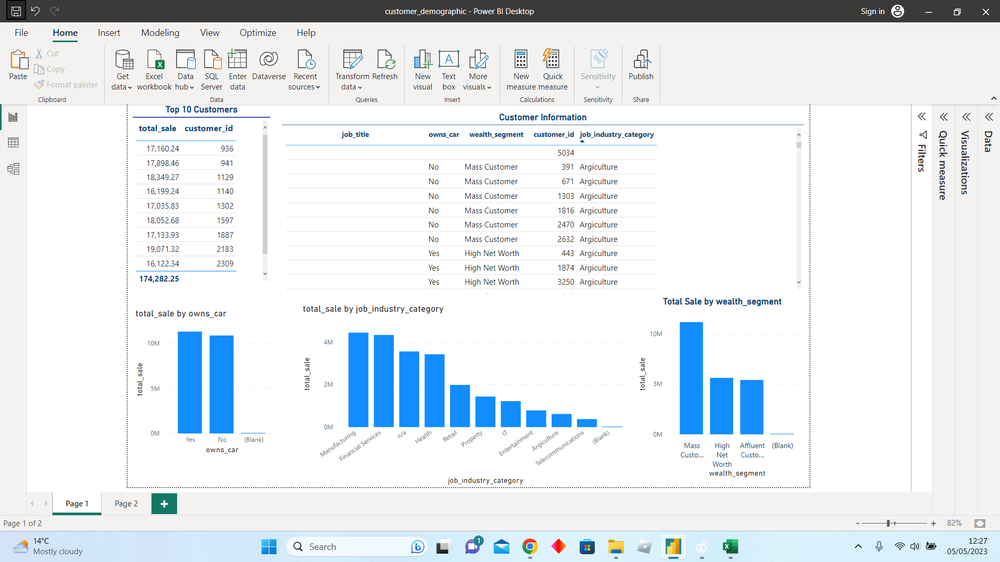 customer_demographic - Power BI Desktop
Sign in
File Home Insert Modeling View Optimize Help
Paste
Cut
Copy
Format painter
Clipboard
Get data
Excel workbook
Data hub
SQL Server
Enter data
Dataverse
Recent sources
Data
Transform data
Refresh
Queries
New visual
Text box
More visuals
Insert
New measure
Quick measure
Calculations
Sensitivity
Sensitivity
Publish
Share
Top 10 Customers
total_sale customer_id
17,160.24 936
17,898.46 941
18,349.27 1129
16,199.24 1140
17,035.83 1302
18,052.68 1597
17,133.93 1887
19,071.32 2183
16,122.34 2309
174,282.25
Customer Information
job_title owns_car wealth_segment customer_id job_industry_category
5034
No Mass Customer 391 Argiculture
No Mass Customer 671 Argiculture
No Mass Customer 1303 Argiculture
No Mass Customer 1816 Argiculture
No Mass Customer 2470 Argiculture
No Mass Customer 2632 Argiculture
Yes High Net Worth 443 Argiculture
Yes High Net Worth 1874 Argiculture
Yes High Net Worth 3250 Argiculture
Filters
Quick measure
Visualizations
Data
total_sale by owns_car
total_sale
10M
5M
0M
Yes No (Blank)
owns_car
total_sale by job_industry_category
total_sale
4M
2M
0M
Manufacturing
Financial Services
n/a
Health
Retail
Property
IT
Entertainment
Argiculture
Telecommunications
(Blank)
job_industry_category
Total Sale by wealth_segment
total_sale
10M
5M
0M
Mass Custo...
High Net Worth
Affluent Custo...
(Blank)
wealth_segment
Page 1 Page 2 +
Page 1 of 2
- + 82%
14°C
Mostly cloudy
Search
1
12:27
05/05/2023